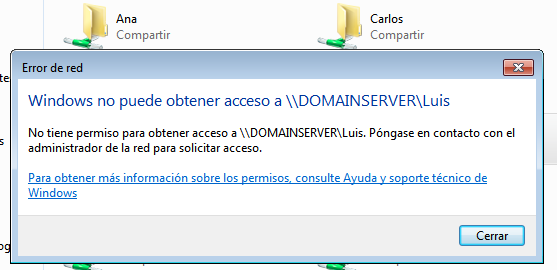 Ana
Compartir
Carlos
Compartir
Error de red
Windows no puede obtener acceso a \\DOMAINSERVER\Luis
No tiene permiso para obtener acceso a \\DOMAINSERVER\Luis. Póngase en contacto con el
administrador de la red para solicitar acceso.
Para obtener más información sobre los permisos, consulte Ayuda y soporte técnico de
Windows
Cerrar